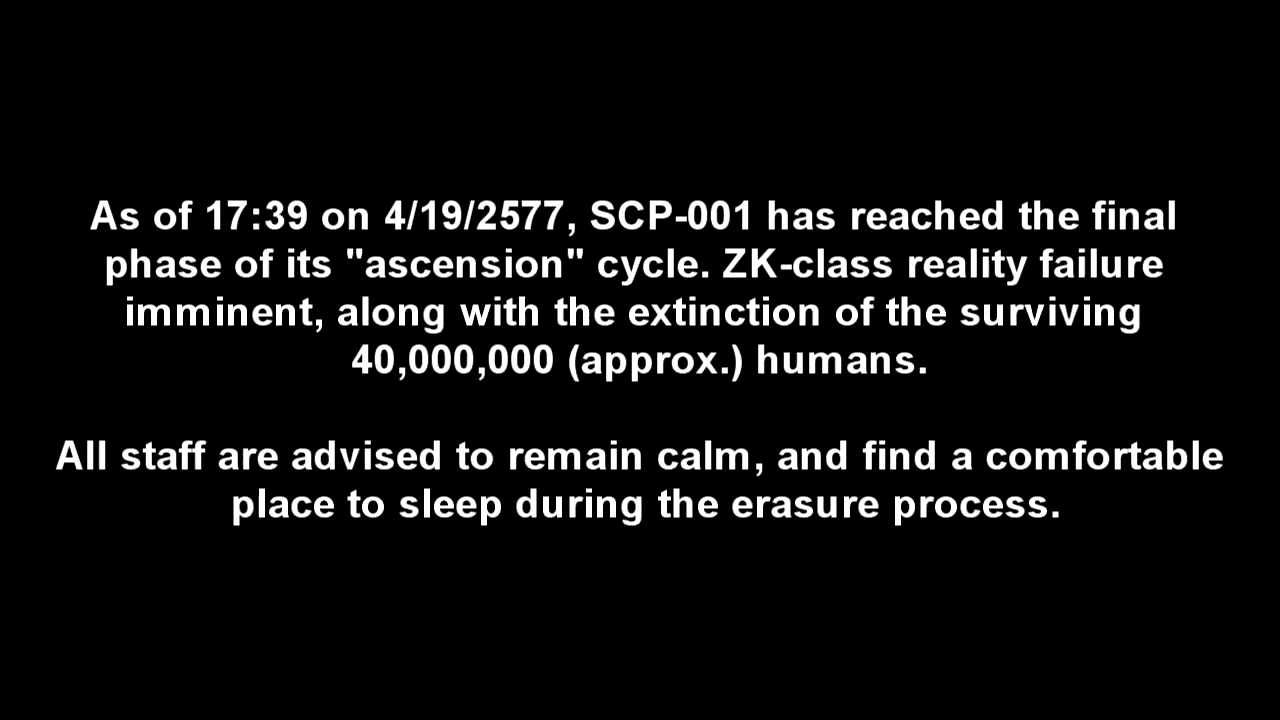 As of 17:39 on 4/19/2577, SCP-001 has reached the final
phase of its "ascension" cycle. ZK-class reality failure
imminent, along with the extinction of the surviving
40,000,000 (approx.) humans.
All staff are advised to remain calm, and find a comfortable
place to sleep during the erasure process.